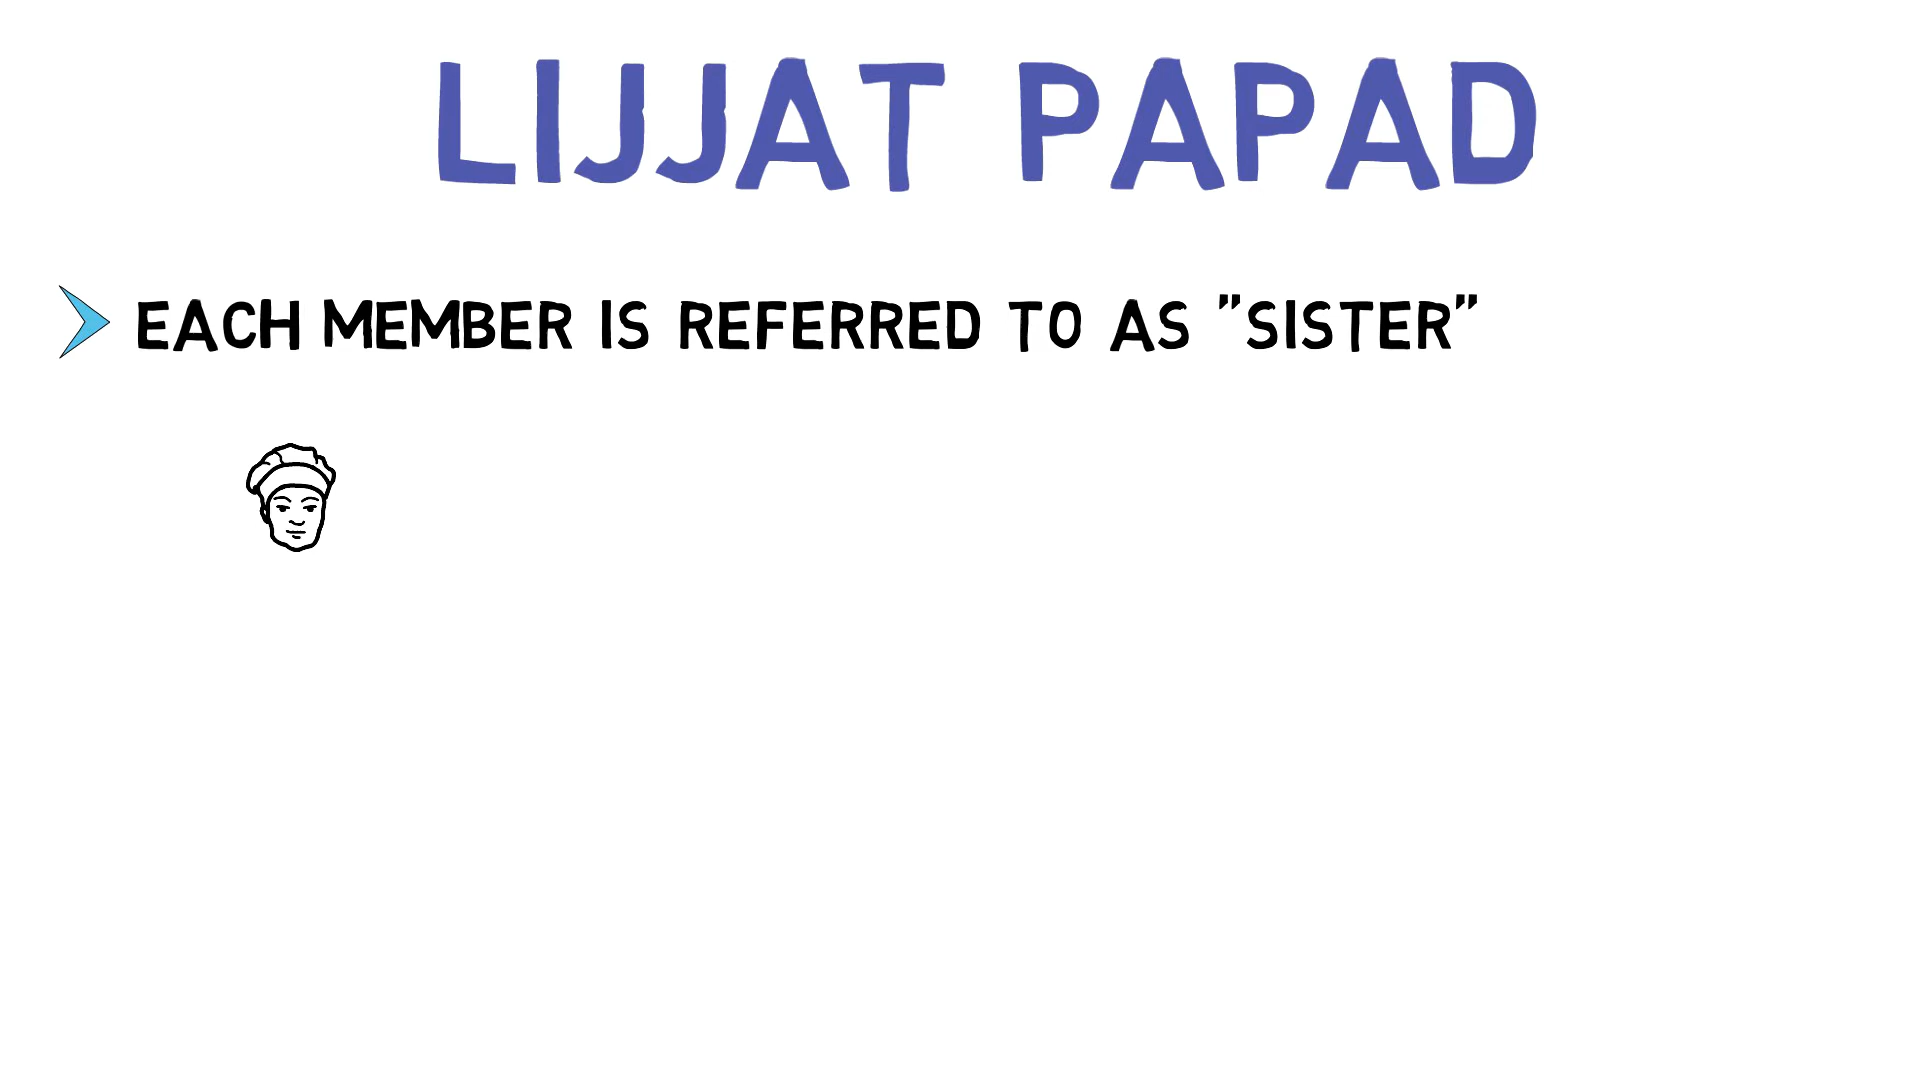 LIJJAT PAPAD
EACH MEMBER IS REFERRED TO AS "SISTER"